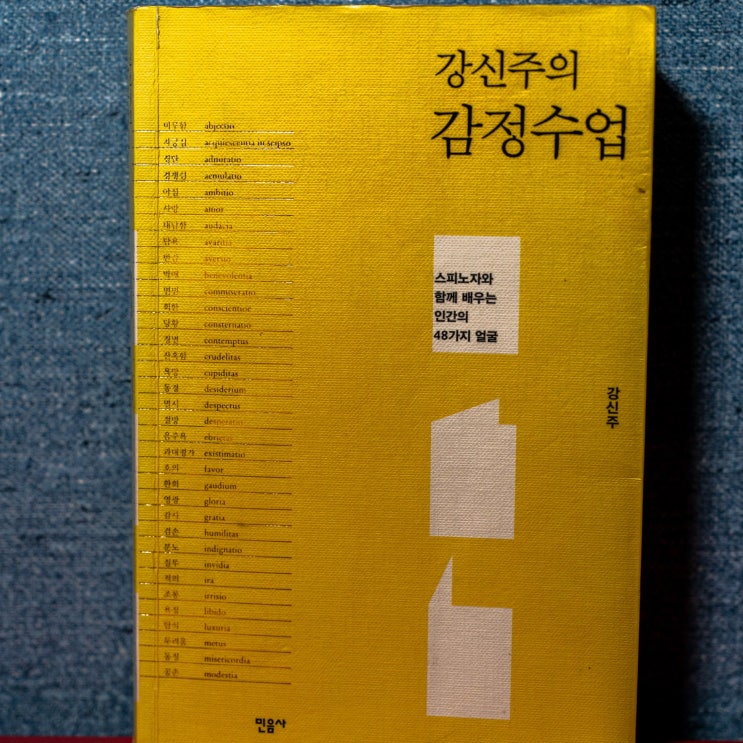 강신주의
감정수업
비루함 abjectio
자긍심 acquiescentia in seipso
경탄 admiratio
경쟁심 aemulatio
야심 ambitio
사랑 amor
대담함 audacia
탐욕 avaritia
반감 aversio
박애 benevolentia
연민 commiseratio
회한
당황 consternatio
경멸 contemptus
잔혹함 crudelitas
욕망 cupiditas
동경 desiderium
멸시 despectus
절망 desperatio
음주욕 ebrietas
과대평가 existimatio
호의 favor
환희 gaudium
영광 gloria
감사 gratia
겸손 humilitas
분노 indignatio
질투 invidia
적의 ira
조롱 irrisio
욕정 libido
탐식 luxuria
두려움 metus
동정 misericordia
공손 modestia
스피노자와
함께 배우는
인간의
48가지 얼굴
강신주
민음사